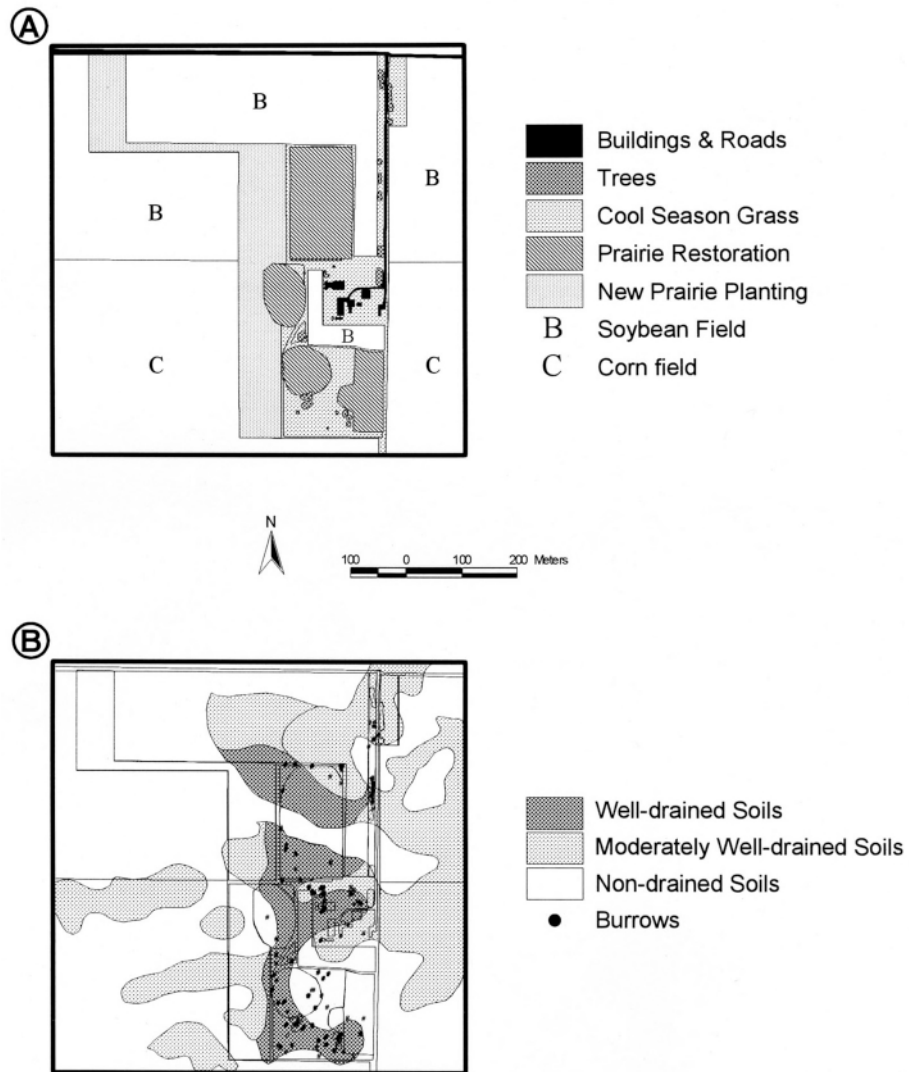 A
B
B
B
B
C
C
Buildings & Roads
Trees
Cool Season Grass
Prairie Restoration
New Prairie Planting
B Soybean Field
C Corn field
N
100 0 100 200 Meters
B
Well-drained Soils
Moderately Well-drained Soils
Non-drained Soils
Burrows